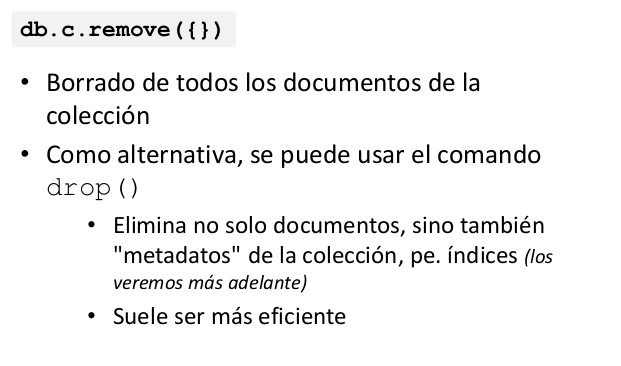 db.c.remove({})
• Borrado de todos los documentos de la
colección
• Como alternativa, se puede usar el comando
drop()
• Elimina no solo documentos, sino también
"metadatos" de la colección, pe. índices (los
veremos más adelante)
• Suele ser más eficiente